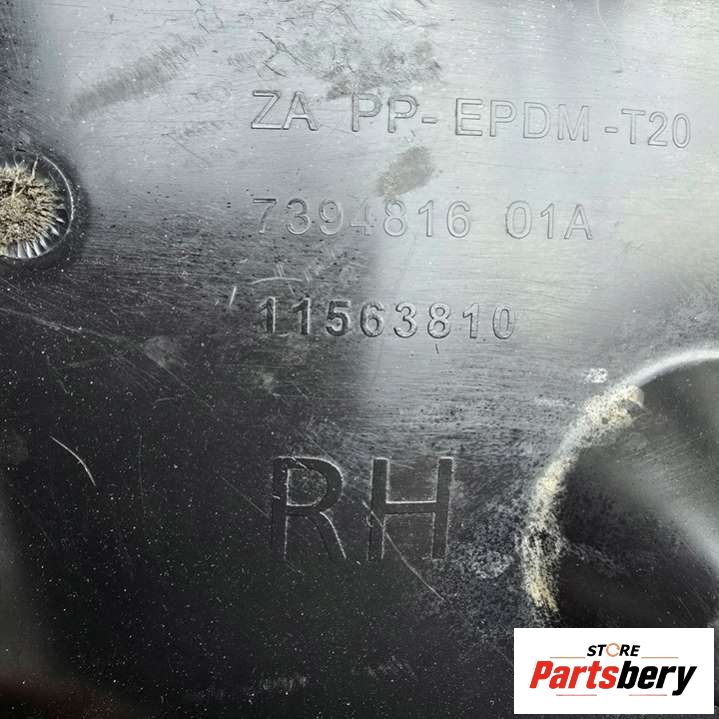 ZA PP-EPDM-T20
7394816 01A
11563810
RH
STORE
Partsbery